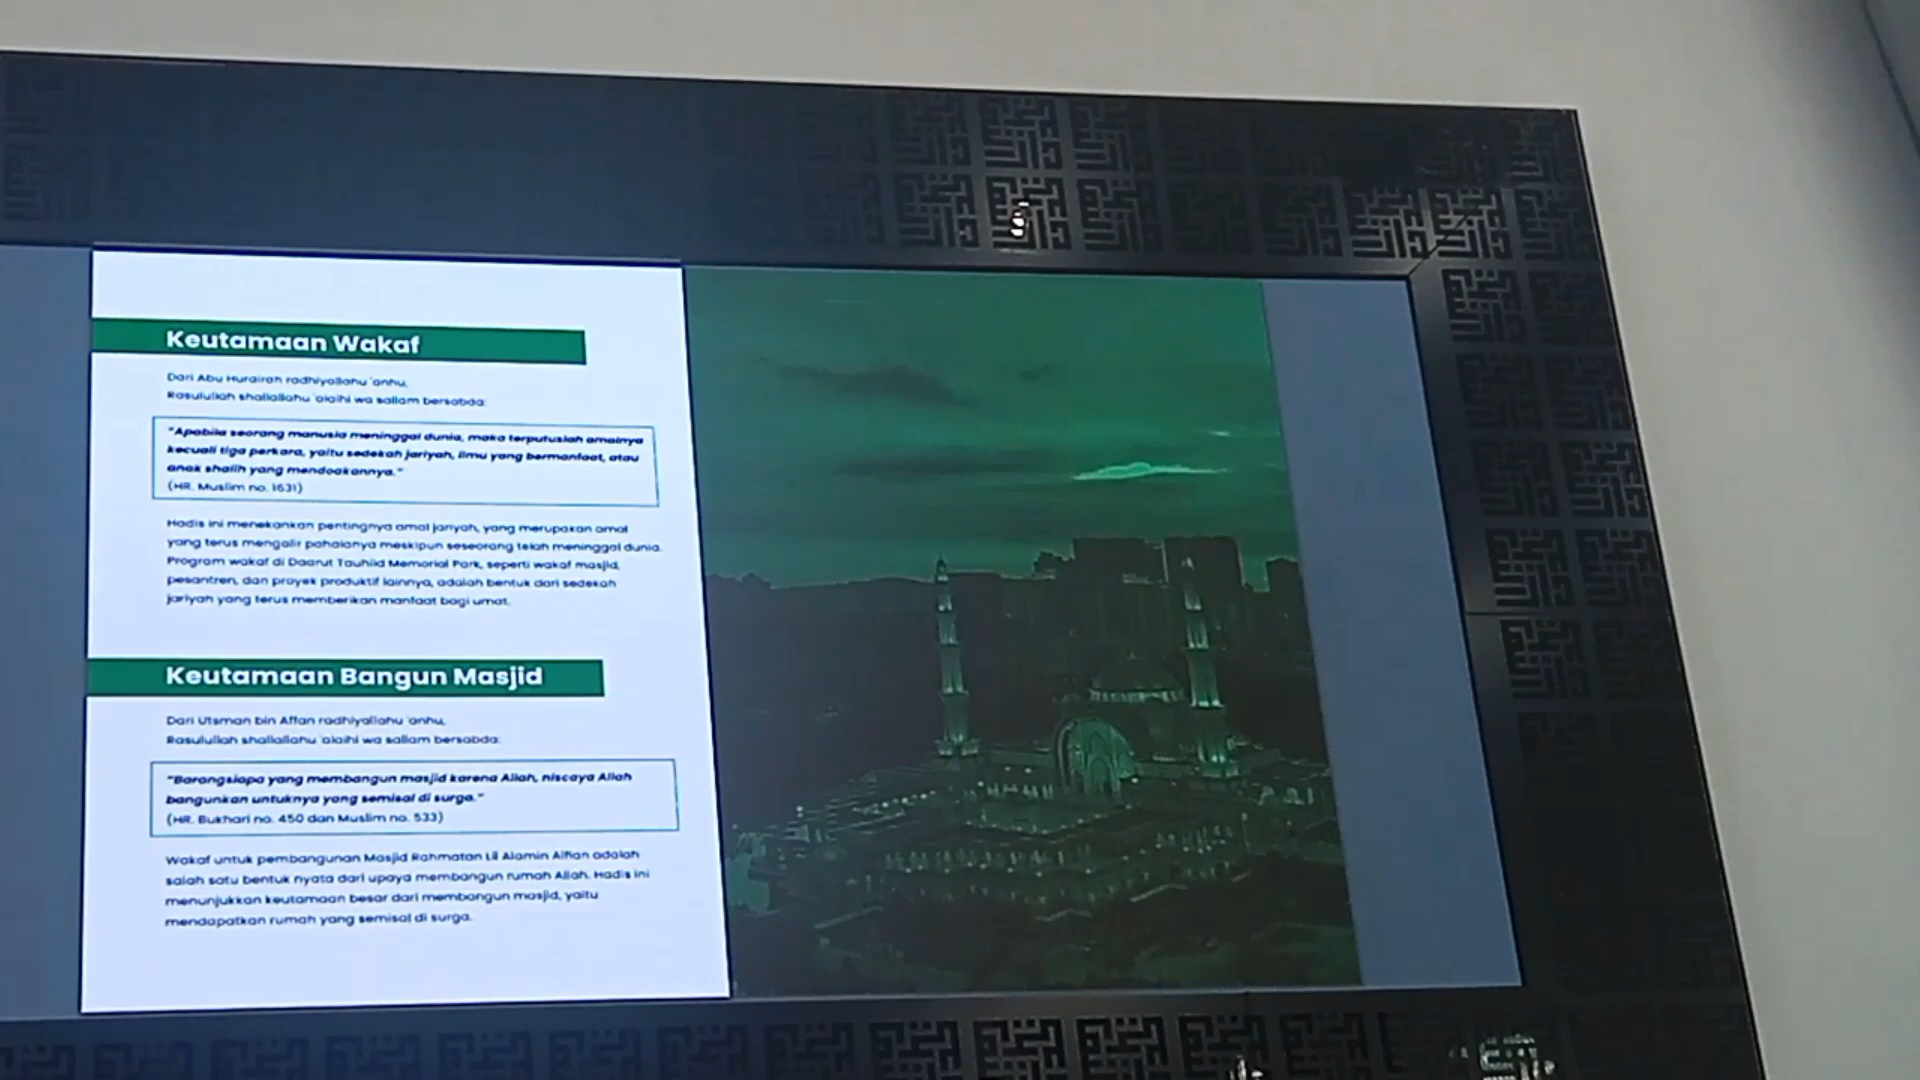 Keutamaan Wakaf
Dari Abu Hurairah radhiyallahu 'anhu,
Rasulullah shallallahu 'alaihi wa sallam bersabda:
"Apabila seorang manusia meninggal dunia, maka terputuslah amalnya
kecuali tiga perkara, yaitu sedekah jariyah, ilmu yang bermanfaat, atau
anak shalih yang mendoakannya."
(HR. Muslim no. 1631)
Hadis ini menekankan pentingnya amal jariyah, yang merupakan amal
yang terus mengalir pahalanya meskipun seseorang telah meninggal dunia.
Program wakaf di Daarut Tauhiid Memorial Park, seperti wakaf masjid,
pesantren, dan proyek produktif lainnya, adalah bentuk dari sedekah
jariyah yang terus memberikan manfaat bagi umat.
Keutamaan Bangun Masjid
Dari Utsman bin Affan radhiyallahu 'anhu,
Rasulullah shallallahu 'alaihi wa sallam bersabda:
"Barangsiapa yang membangun masjid karena Allah, niscaya Allah
bangunkan untuknya yang semisal di surga."
(HR. Bukhari no. 450 dan Muslim no. 533)
Wakaf untuk pembangunan Masjid Rahmatan Lil Alamin Alfian adalah
salah satu bentuk nyata dari upaya membangun rumah Allah. Hadis ini
menunjukkan keutamaan besar dari membangun masjid, yaitu
mendapatkan rumah yang semisal di surga.